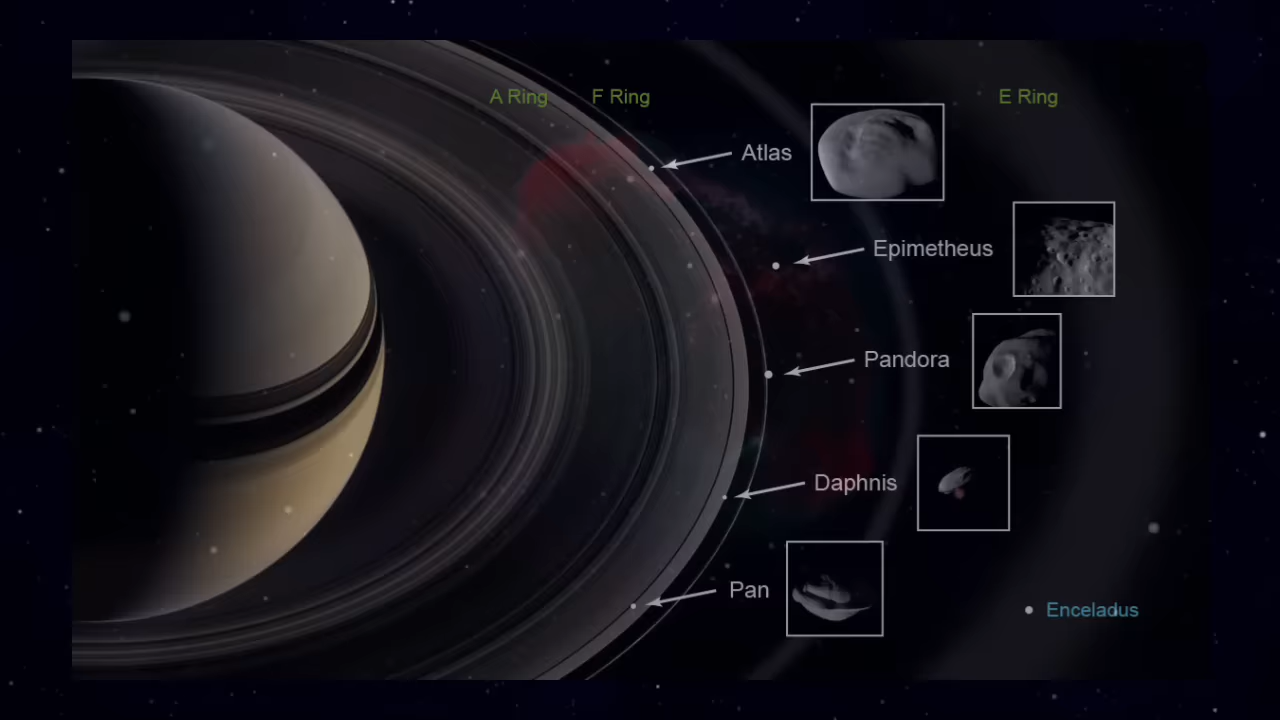 A Ring
F Ring
E Ring
Atlas
Epimetheus
Pandora
Daphnis
Pan
Enceladus